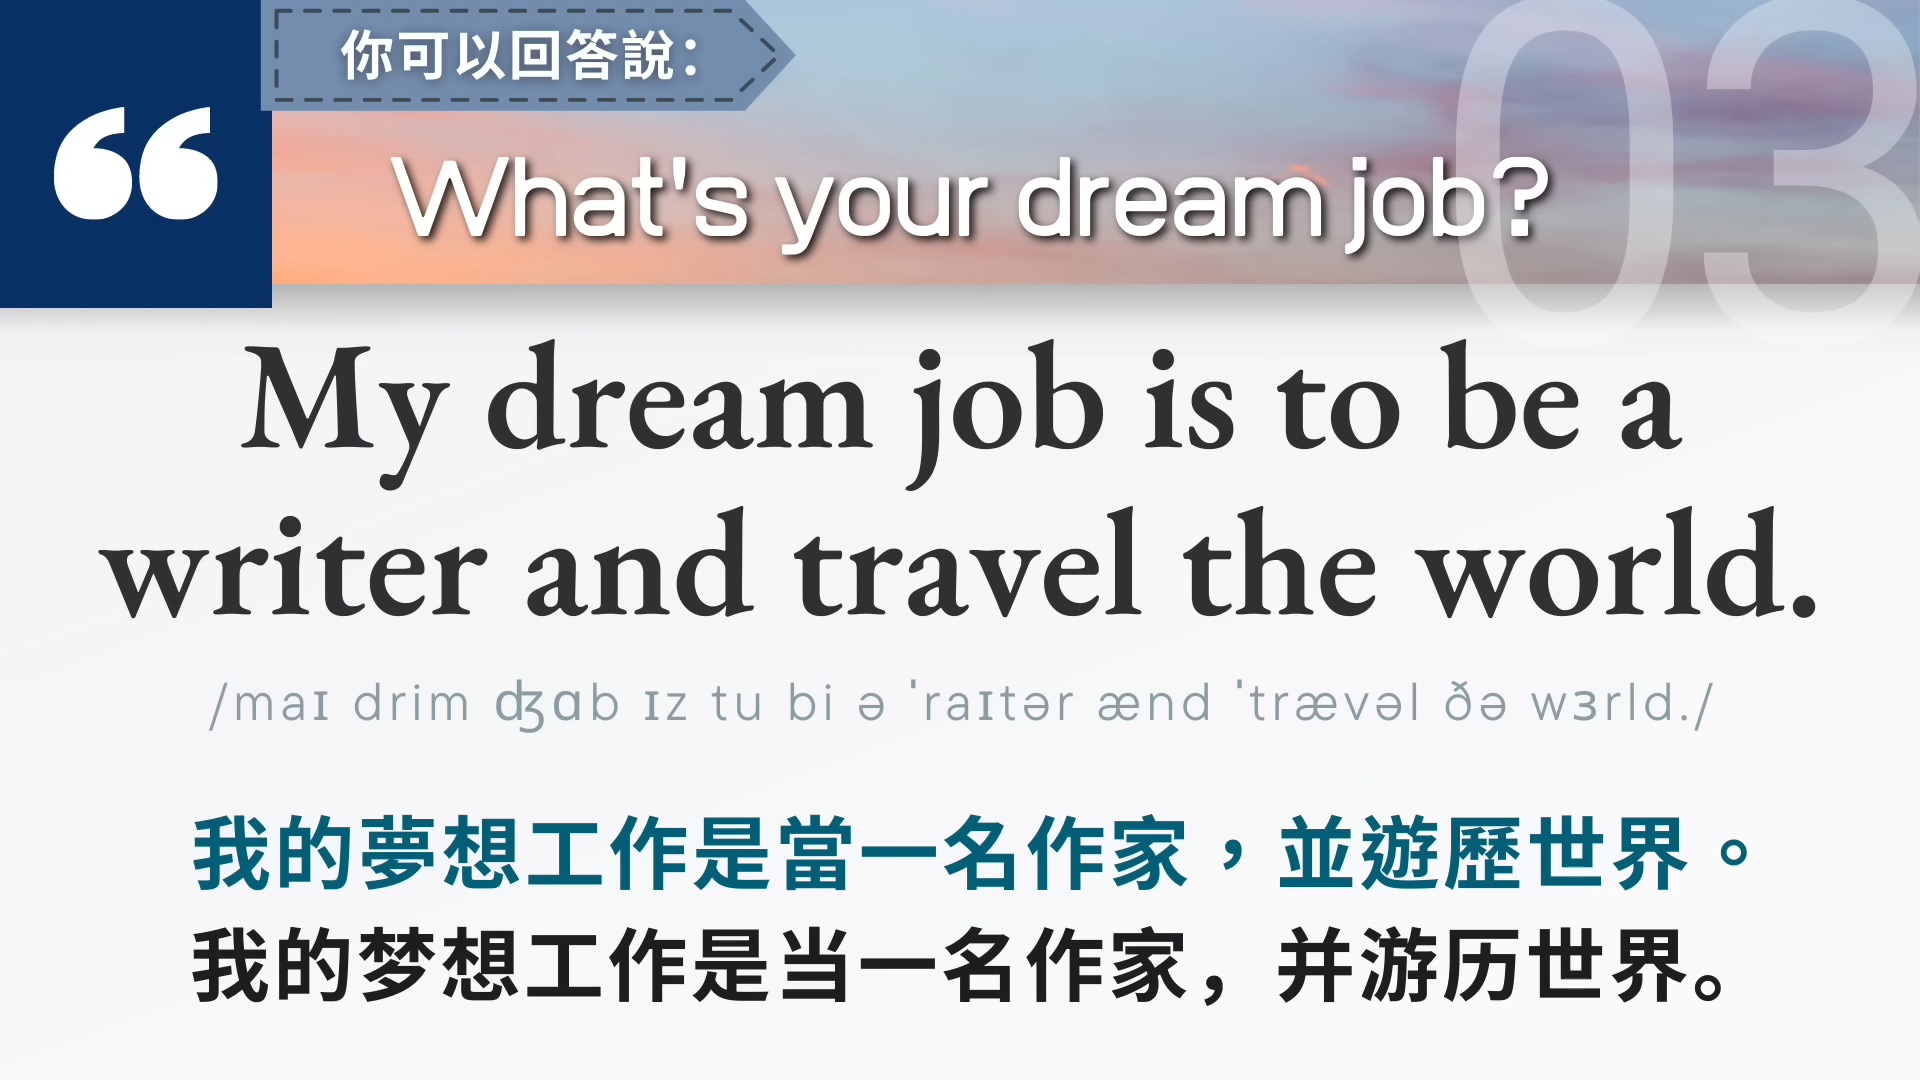 你可以回答說：
03
What's your dream job?
My dream job is to be a
writer and travel the world.
/maɪ drim ʤɑb ɪz tu bi ə ˈraɪtər ænd ˈtrævəl ðə wɜrld./
我的夢想工作是當一名作家，並遊歷世界。
我的梦想工作是当一名作家，并游历世界。